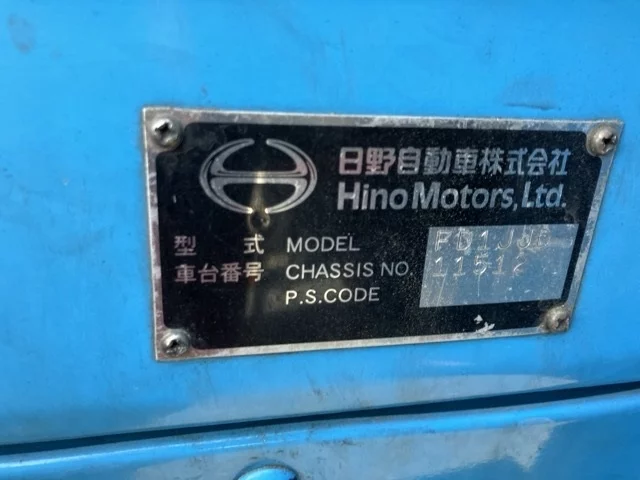 日野自動車株式会社
Hino Motors, Ltd.
型 式 MODEL
車台番号 CHASSIS NO. 11512
P.S.CODE